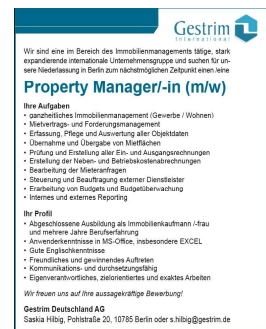 Gestrim
International
Wir sind eine im Bereich des Immobilienmanagements tätige, stark
expandierende internationale Unternehmensgruppe und suchen für un-
sere Niederlassung in Berlin zum nächstmöglichen Zeitpunkt einen /eine
Property Manager/-in (m/w)
Ihre Aufgaben
• ganzheitliches Immobilienmanagement (Gewerbe / Wohnen)
• Mietvertrags- und Forderungsmanagement
• Erfassung, Pflege und Auswertung aller Objektdaten
• Übernahme und Übergabe von Mietflächen
• Prüfung und Erstellung aller Ein- und Ausgangsrechnungen
• Erstellung der Neben- und Betriebskostenabrechnungen
• Bearbeitung der Mieteranfragen
• Steuerung und Beauftragung externer Dienstleister
• Erarbeitung von Budgets und Budgetüberwachung
• Internes und externes Reporting
Ihr Profil
• Abgeschlossene Ausbildung als Immobilienkaufmann /-frau
und mehrere Jahre Berufserfahrung
• Anwenderkenntnisse in MS-Office, insbesondere EXCEL
• Gute Englischkenntnisse
• Freundliches und gewinnendes Auftreten
• Kommunikations- und durchsetzungsfähig
• Eigenverantwortliches, zielorientiertes und exaktes Arbeiten
Wir freuen uns auf Ihre aussagekräftige Bewerbung!
Gestrim Deutschland AG
Saskia Hilbig, Pohlstraße 20, 10785 Berlin oder s.hilbig@gestrim.de